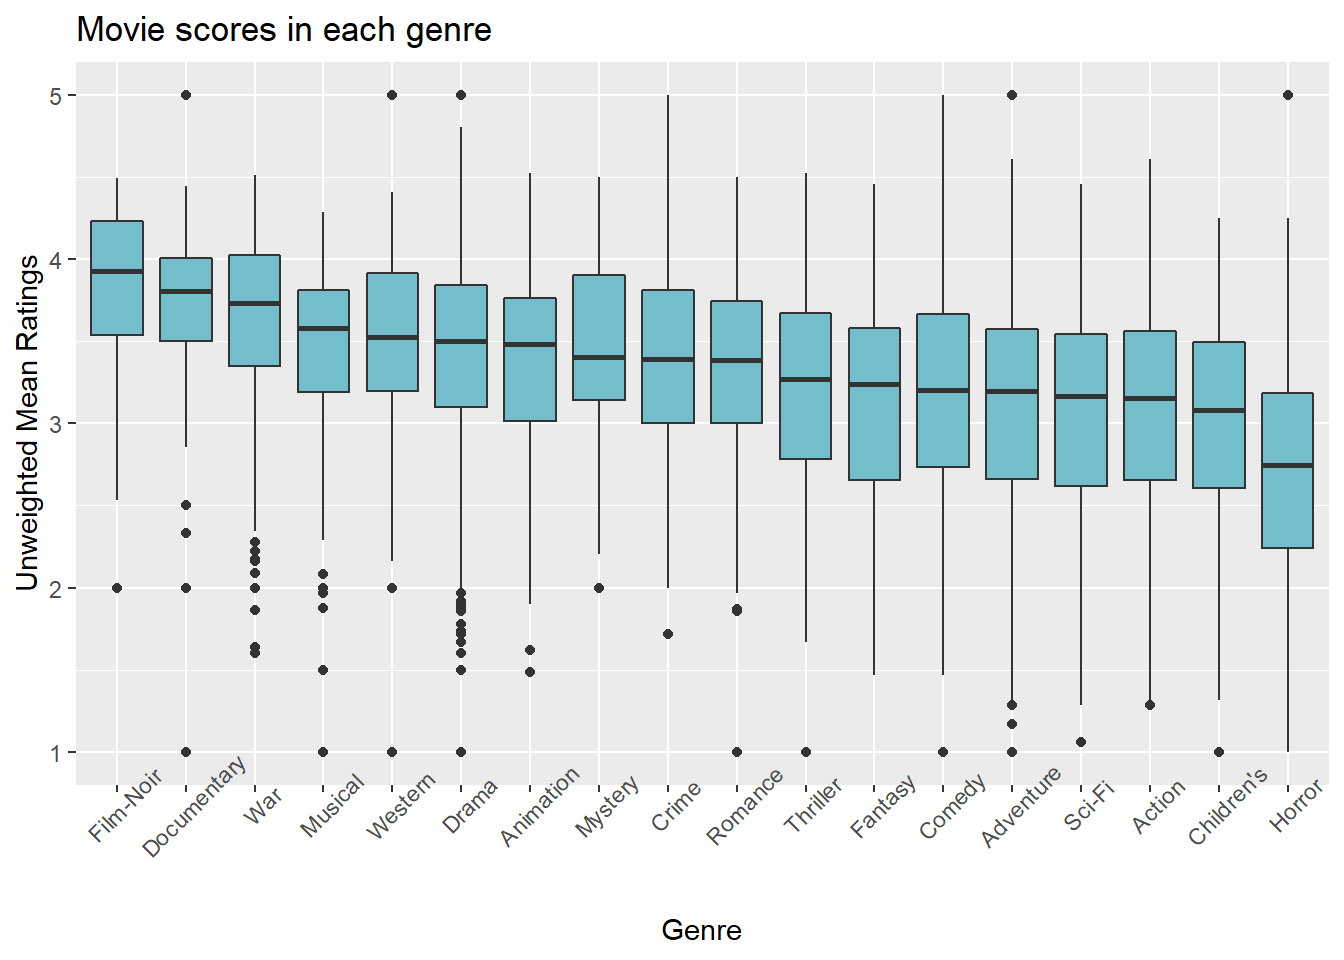 Movie scores in each genre
Unweighted Mean Ratings
5
4
3
2
1
Film-Noir
Documentary
War
Musical
Western
Drama
Animation
Mystery
Crime
Romance
Thriller
Fantasy
Comedy
Adventure
Sci-Fi
Action
Children's
Horror
Genre